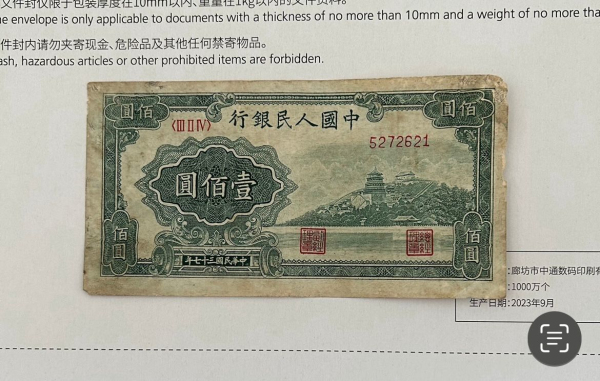 文件封仅限于包装厚度在10mm以内、重量在1kg以内的文件资料。
he envelope is only applicable to documents with a thickness of no more than 10mm and a weight of no more tha
件封内请勿夹寄现金、危险品及其他任何禁寄物品。
ash, hazardous articles or other prohibited items are forbidden.
佰圓
圓佰
〈ⅢⅡⅣ〉
行銀民人國中
5272621
圓佰壹
佰圓
佰圓
年七十三國民華中
:廊坊市中通数码印刷有
:1000万个
生产日期:2023年9月